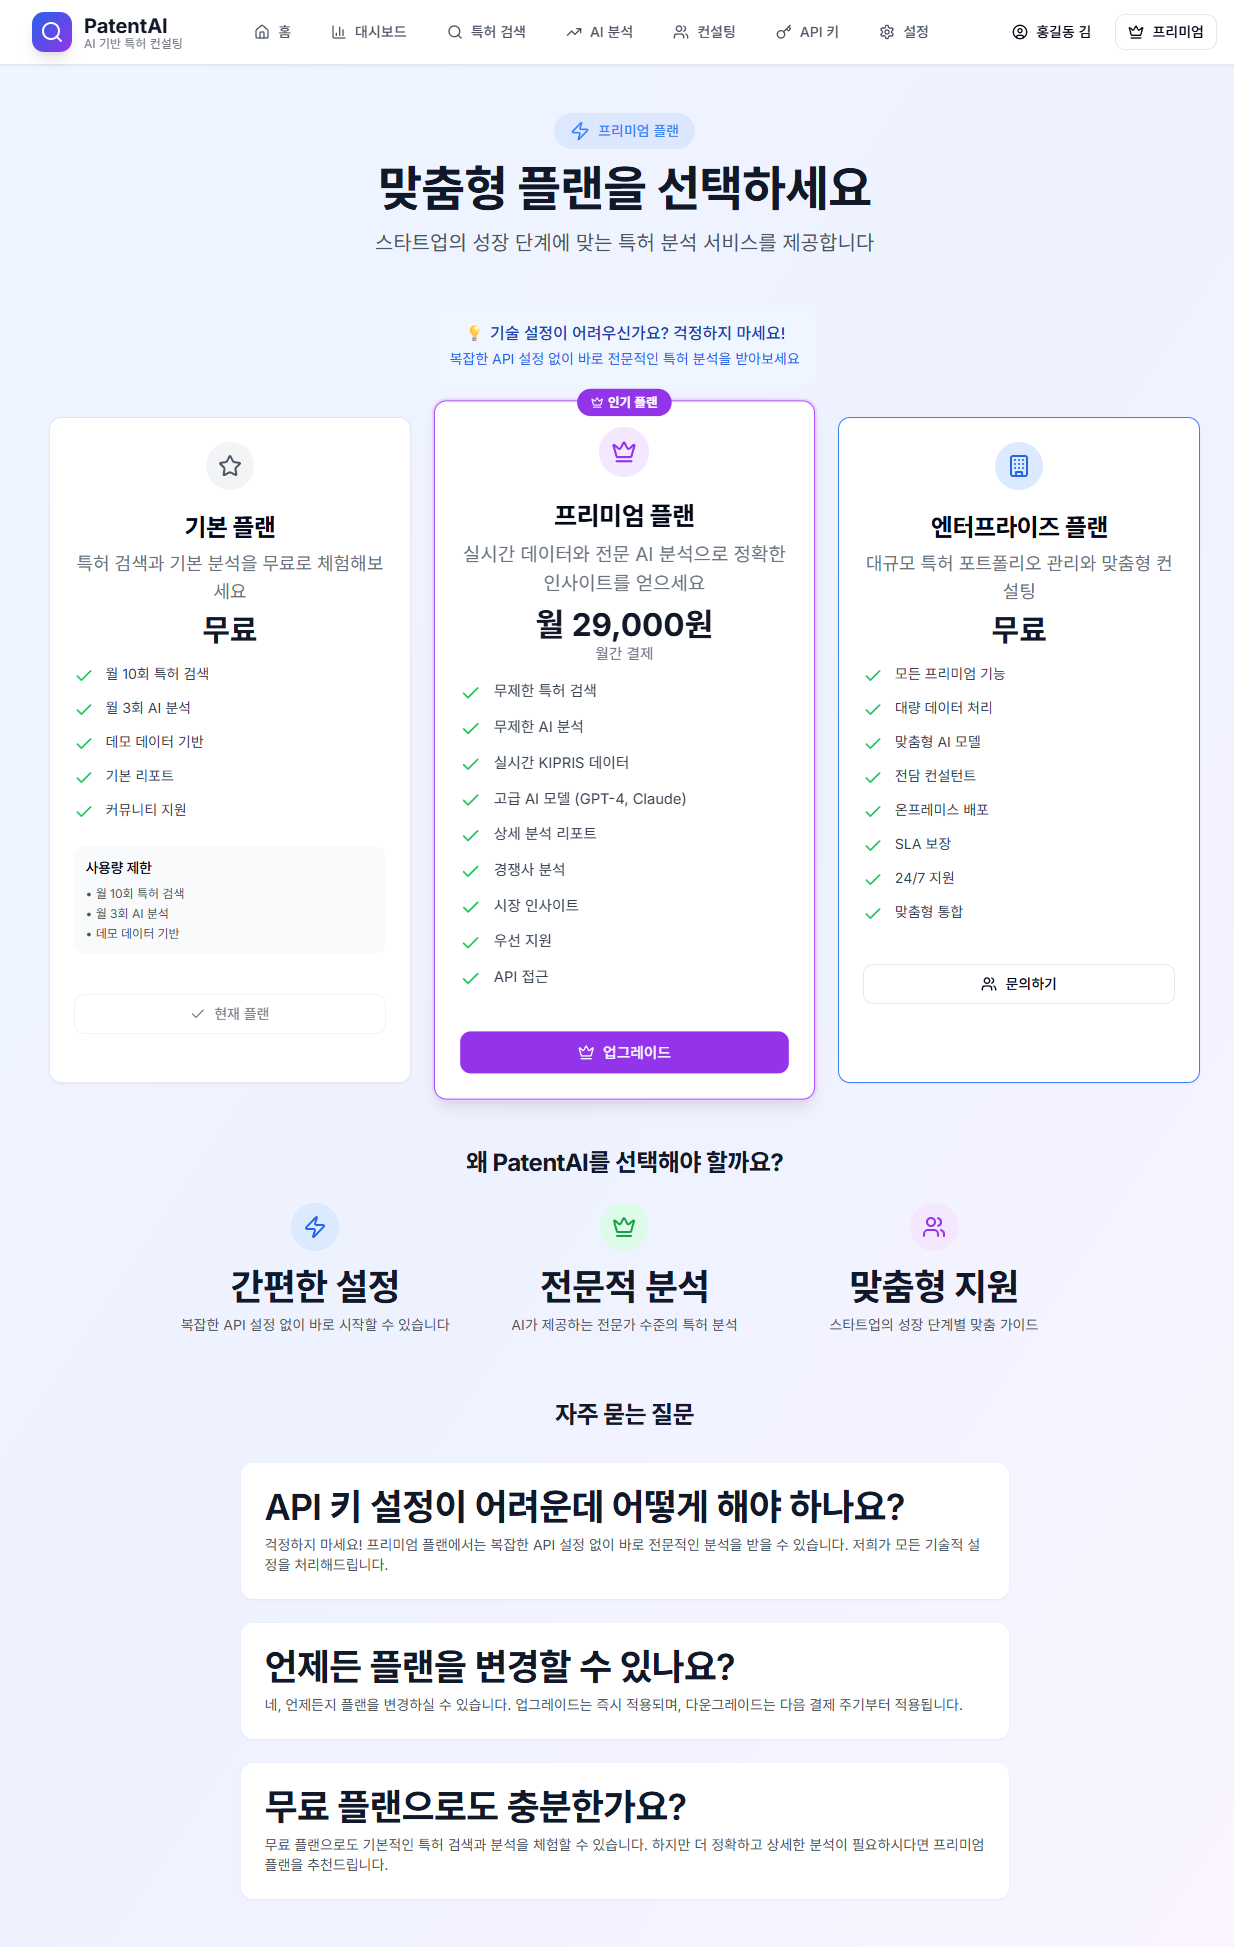 PatentAI
AI 기반 특허 컨설팅
홈
대시보드
특허 검색
AI 분석
컨설팅
API 키
설정
홍길동 김
프리미엄
프리미엄 플랜
맞춤형 플랜을 선택하세요
스타트업의 성장 단계에 맞는 특허 분석 서비스를 제공합니다
💡 기술 설정이 어려우신가요? 걱정하지 마세요!
복잡한 API 설정 없이 바로 전문적인 특허 분석을 받아보세요
기본 플랜
특허 검색과 기본 분석을 무료로 체험해보
세요
무료
월 10회 특허 검색
월 3회 AI 분석
데모 데이터 기반
기본 리포트
커뮤니티 지원
사용량 제한
• 월 10회 특허 검색
• 월 3회 AI 분석
• 데모 데이터 기반
현재 플랜
인기 플랜
프리미엄 플랜
실시간 데이터와 전문 AI 분석으로 정확한
인사이트를 얻으세요
월 29,000원
월간 결제
무제한 특허 검색
무제한 AI 분석
실시간 KIPRIS 데이터
고급 AI 모델 (GPT-4, Claude)
상세 분석 리포트
경쟁사 분석
시장 인사이트
우선 지원
API 접근
업그레이드
엔터프라이즈 플랜
대규모 특허 포트폴리오 관리와 맞춤형 컨
설팅
무료
모든 프리미엄 기능
대량 데이터 처리
맞춤형 AI 모델
전담 컨설턴트
온프레미스 배포
SLA 보장
24/7 지원
맞춤형 통합
문의하기
왜 PatentAI를 선택해야 할까요?
간편한 설정
복잡한 API 설정 없이 바로 시작할 수 있습니다
전문적 분석
AI가 제공하는 전문가 수준의 특허 분석
맞춤형 지원
스타트업의 성장 단계별 맞춤 가이드
자주 묻는 질문
API 키 설정이 어려운데 어떻게 해야 하나요?
걱정하지 마세요! 프리미엄 플랜에서는 복잡한 API 설정 없이 바로 전문적인 분석을 받을 수 있습니다. 저희가 모든 기술적 설
정을 처리해드립니다.
언제든 플랜을 변경할 수 있나요?
네, 언제든지 플랜을 변경하실 수 있습니다. 업그레이드는 즉시 적용되며, 다운그레이드는 다음 결제 주기부터 적용됩니다.
무료 플랜으로도 충분한가요?
무료 플랜으로도 기본적인 특허 검색과 분석을 체험할 수 있습니다. 하지만 더 정확하고 상세한 분석이 필요하시다면 프리미엄
플랜을 추천드립니다.